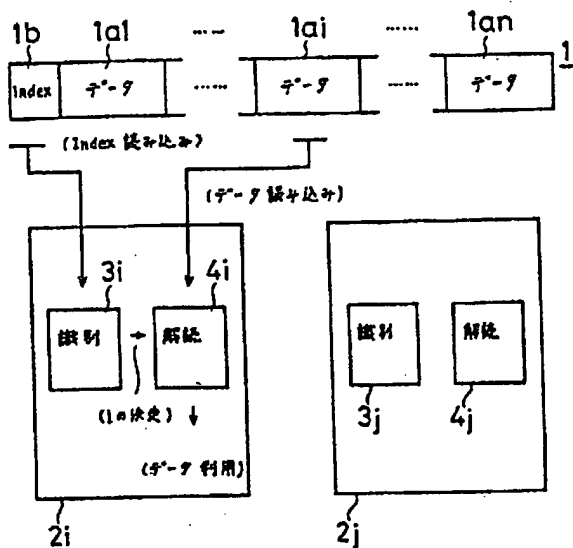 1b 1a1 ...... 1ai ...... 1an
Index データ ...... データ ...... データ 1
(Index 読み込み)
(データ読み込み)
3i 4i
識別 解読 識別 解読
(iの決定)
3j 4j
(データ利用)
2i 2j